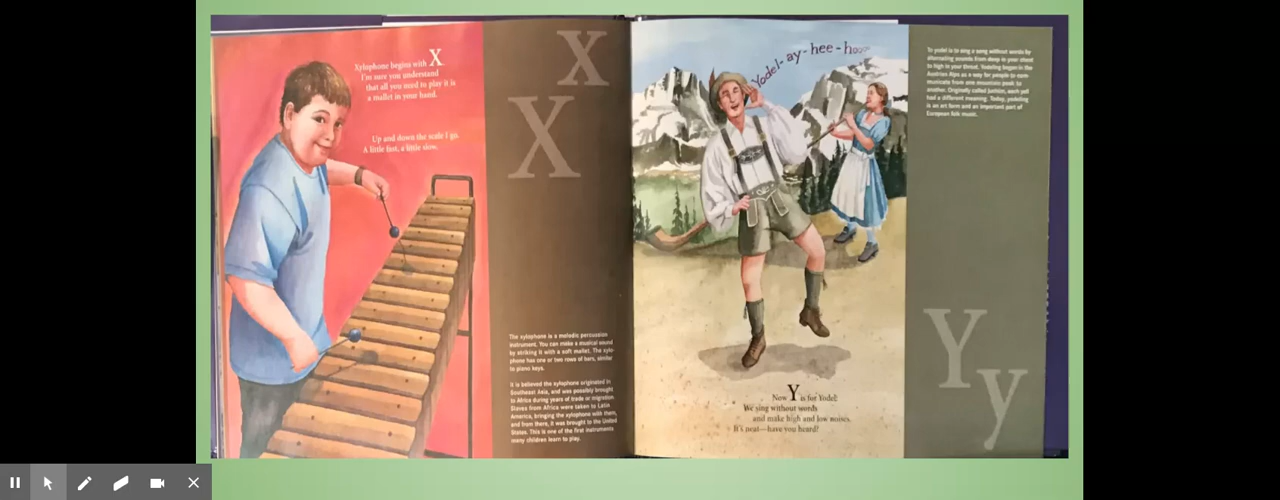 Xylophone begins with X
I'm sure you understand
that all you need to play it is
a mallet in your hand.
Up and down the scale I go.
A little fast, a little slow.
X
X
The xylophone is a melodic percussion
instrument. You can make a musical sound
by striking it with a soft mallet. The xylo-
phone has one or two rows of bars, similar
to piano keys.
It is believed the xylophone originated in
Southeast Asia, and was possibly brought
to Africa during years of trade or migration.
Slaves from Africa were taken to Latin
America, bringing the xylophone with them,
and from there, it was brought to the United
States. This is one of the first instruments
many children learn to play.
Yodel-ay-hee-hooo
Now Y is for Yodel!
We sing without words
and make high and low noises.
It's neat—have you heard?
To yodel is to sing a song without words by
alternating sounds from deep in your chest
to high in your throat. Yodeling began in the
Austrian Alps as a way for people to com-
municate from one mountain peak to
another. Originally called juchizn, each yell
had a different meaning. Today, yodeling
is an art form and an important part of
European folk music.
Y
y